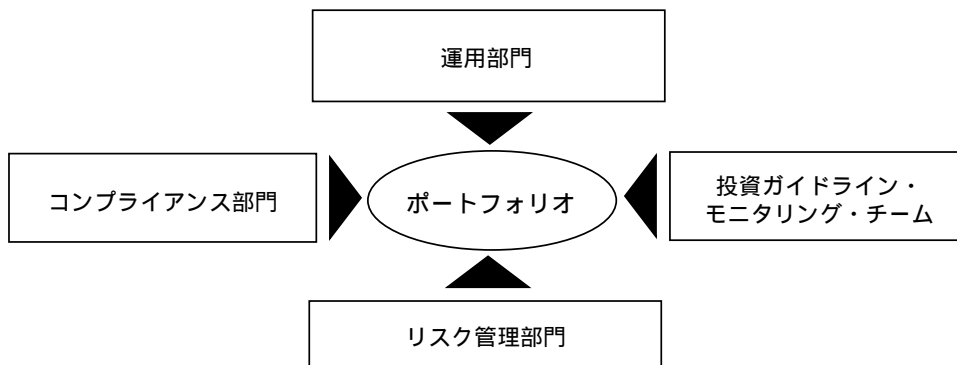 運用部門
コンプライアンス部門
ポートフォリオ
投資ガイドライン・
モニタリング・チーム
リスク管理部門